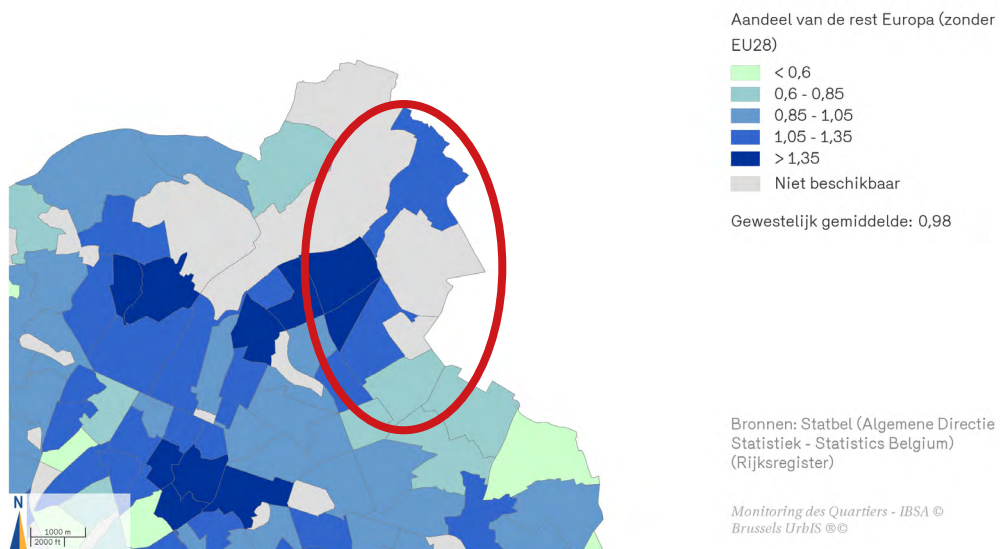 Aandeel van de rest Europa (zonder
EU28)
< 0,6
0,6 - 0,85
0,85 - 1,05
1,05 - 1,35
> 1,35
Niet beschikbaar
Gewestelijk gemiddelde: 0,98
Bronnen: Statbel (Algemene Directie
Statistiek - Statistics Belgium)
(Rijksregister)
Monitoring des Quartiers - IBSA ©
Brussels UrbIS ®©
N
1000 m
2000 ft